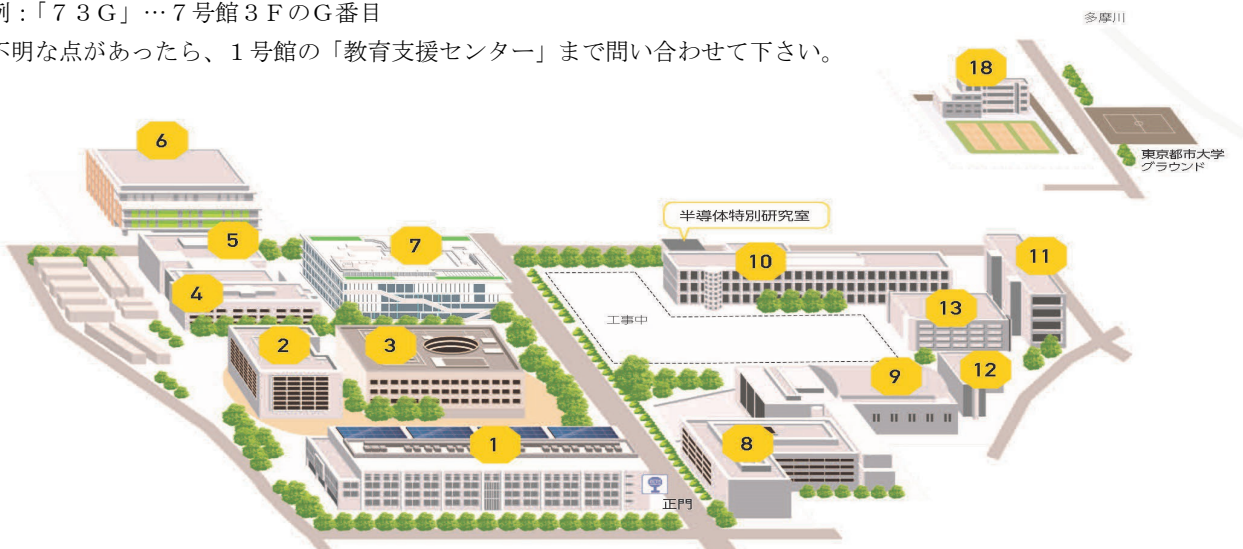 例：「７３Ｇ」…７号館３ＦのＧ番目
不明な点があったら、１号館の「教育支援センター」まで問い合わせて下さい。
多摩川
18
東京都市大学
グラウンド
6
半導体特別研究室
5
7
10
11
4
工事中
13
2
3
9
12
1
8
正門